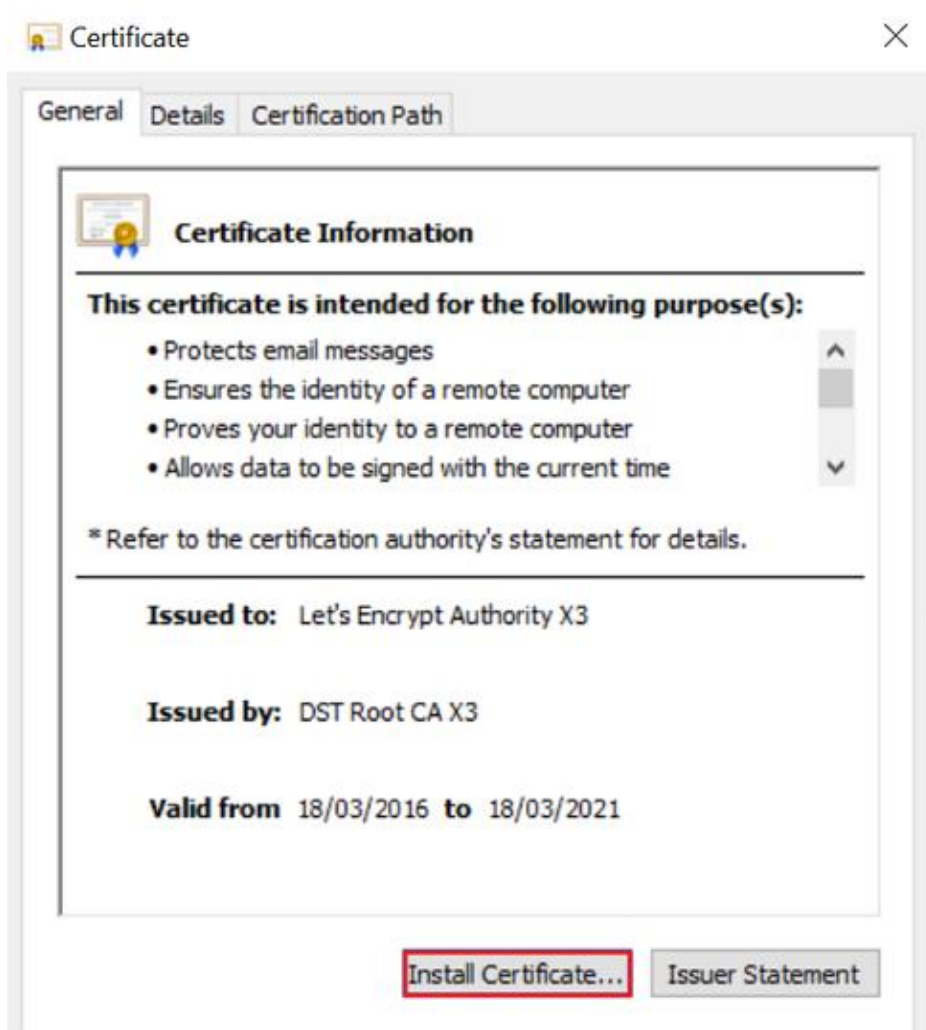 Certificate
General Details Certification Path
Certificate Information
This certificate is intended for the following purpose(s):
• Protects email messages
• Ensures the identity of a remote computer
• Proves your identity to a remote computer
• Allows data to be signed with the current time
* Refer to the certification authority's statement for details.
Issued to: Let's Encrypt Authority X3
Issued by: DST Root CA X3
Valid from 18/03/2016 to 18/03/2021
Install Certificate... Issuer Statement